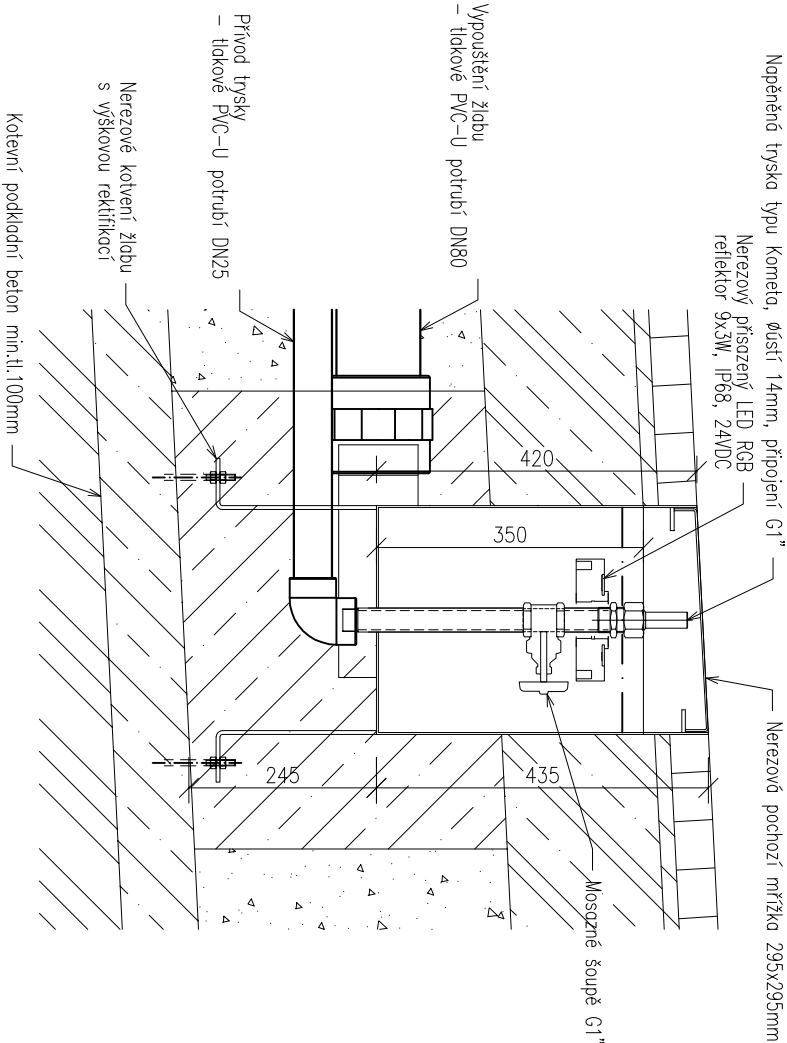 Napěněná tryska typu Kometa, Øústí 14mm, připojení G1"
Nerezový přisazený LED RGB
reflektor 9x3W, IP68, 24VDC
Nerezová pochozí mřížka 295x295mm
Vypouštění žlabu
– tlakové PVC–U potrubí DN80
Přívod trysky
– tlakové PVC–U potrubí DN25
Nerezové kotvení žlabu
s výškovou rektifikací
Kotevní podkladní beton min.tl.100mm
Mosazné šoupě G1"
420
350
245
435